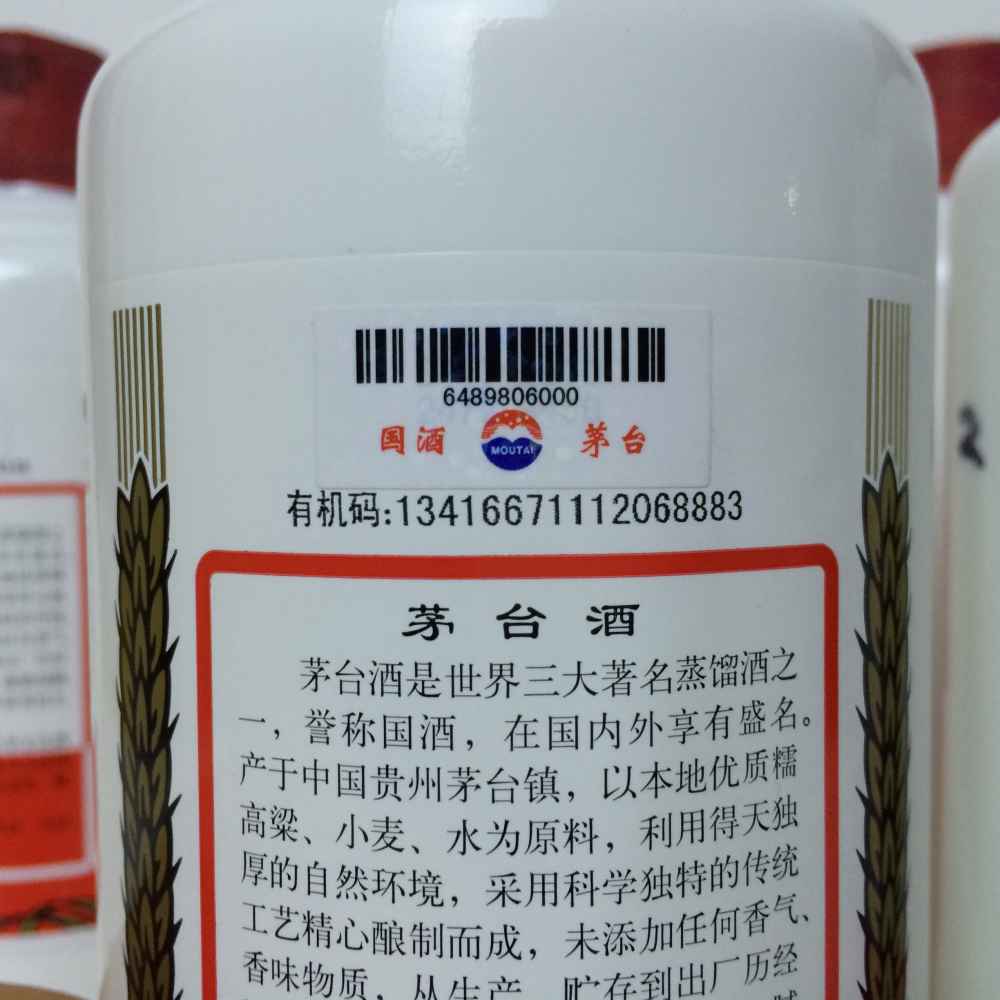 6489806000
国酒 MOUTAI 茅台
有机码:13416671112068883
茅台酒
茅台酒是世界三大著名蒸馏酒之
一，誉称国酒，在国内外享有盛名。
产于中国贵州茅台镇，以本地优质糯
高粱、小麦、水为原料，利用得天独
厚的自然环境，采用科学独特的传统
工艺精心酿制而成，未添加任何香气、
香味物质，从生产、贮存到出厂历经
2